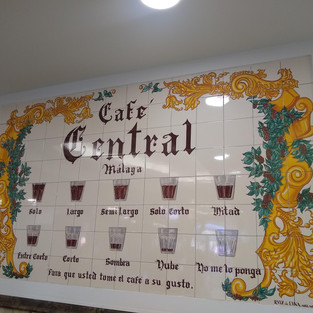 Café
Central
Málaga
Solo Largo Semi Largo Solo Corto Mitad
Entre Corto Corto Sombra Nube No me lo ponga
Para que usted tome el café a su gusto.